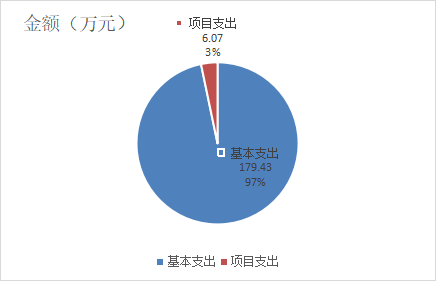 金额（万元）
项目支出
6.07
3%
基本支出
179.43
97%
基本支出 项目支出